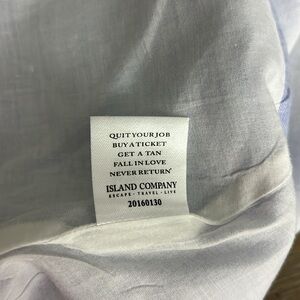 QUIT YOUR JOB
BUY A TICKET
GET A TAN
FALL IN LOVE
NEVER RETURN
ISLAND COMPANY
ESCAPE · TRAVEL · LIVE
20160130